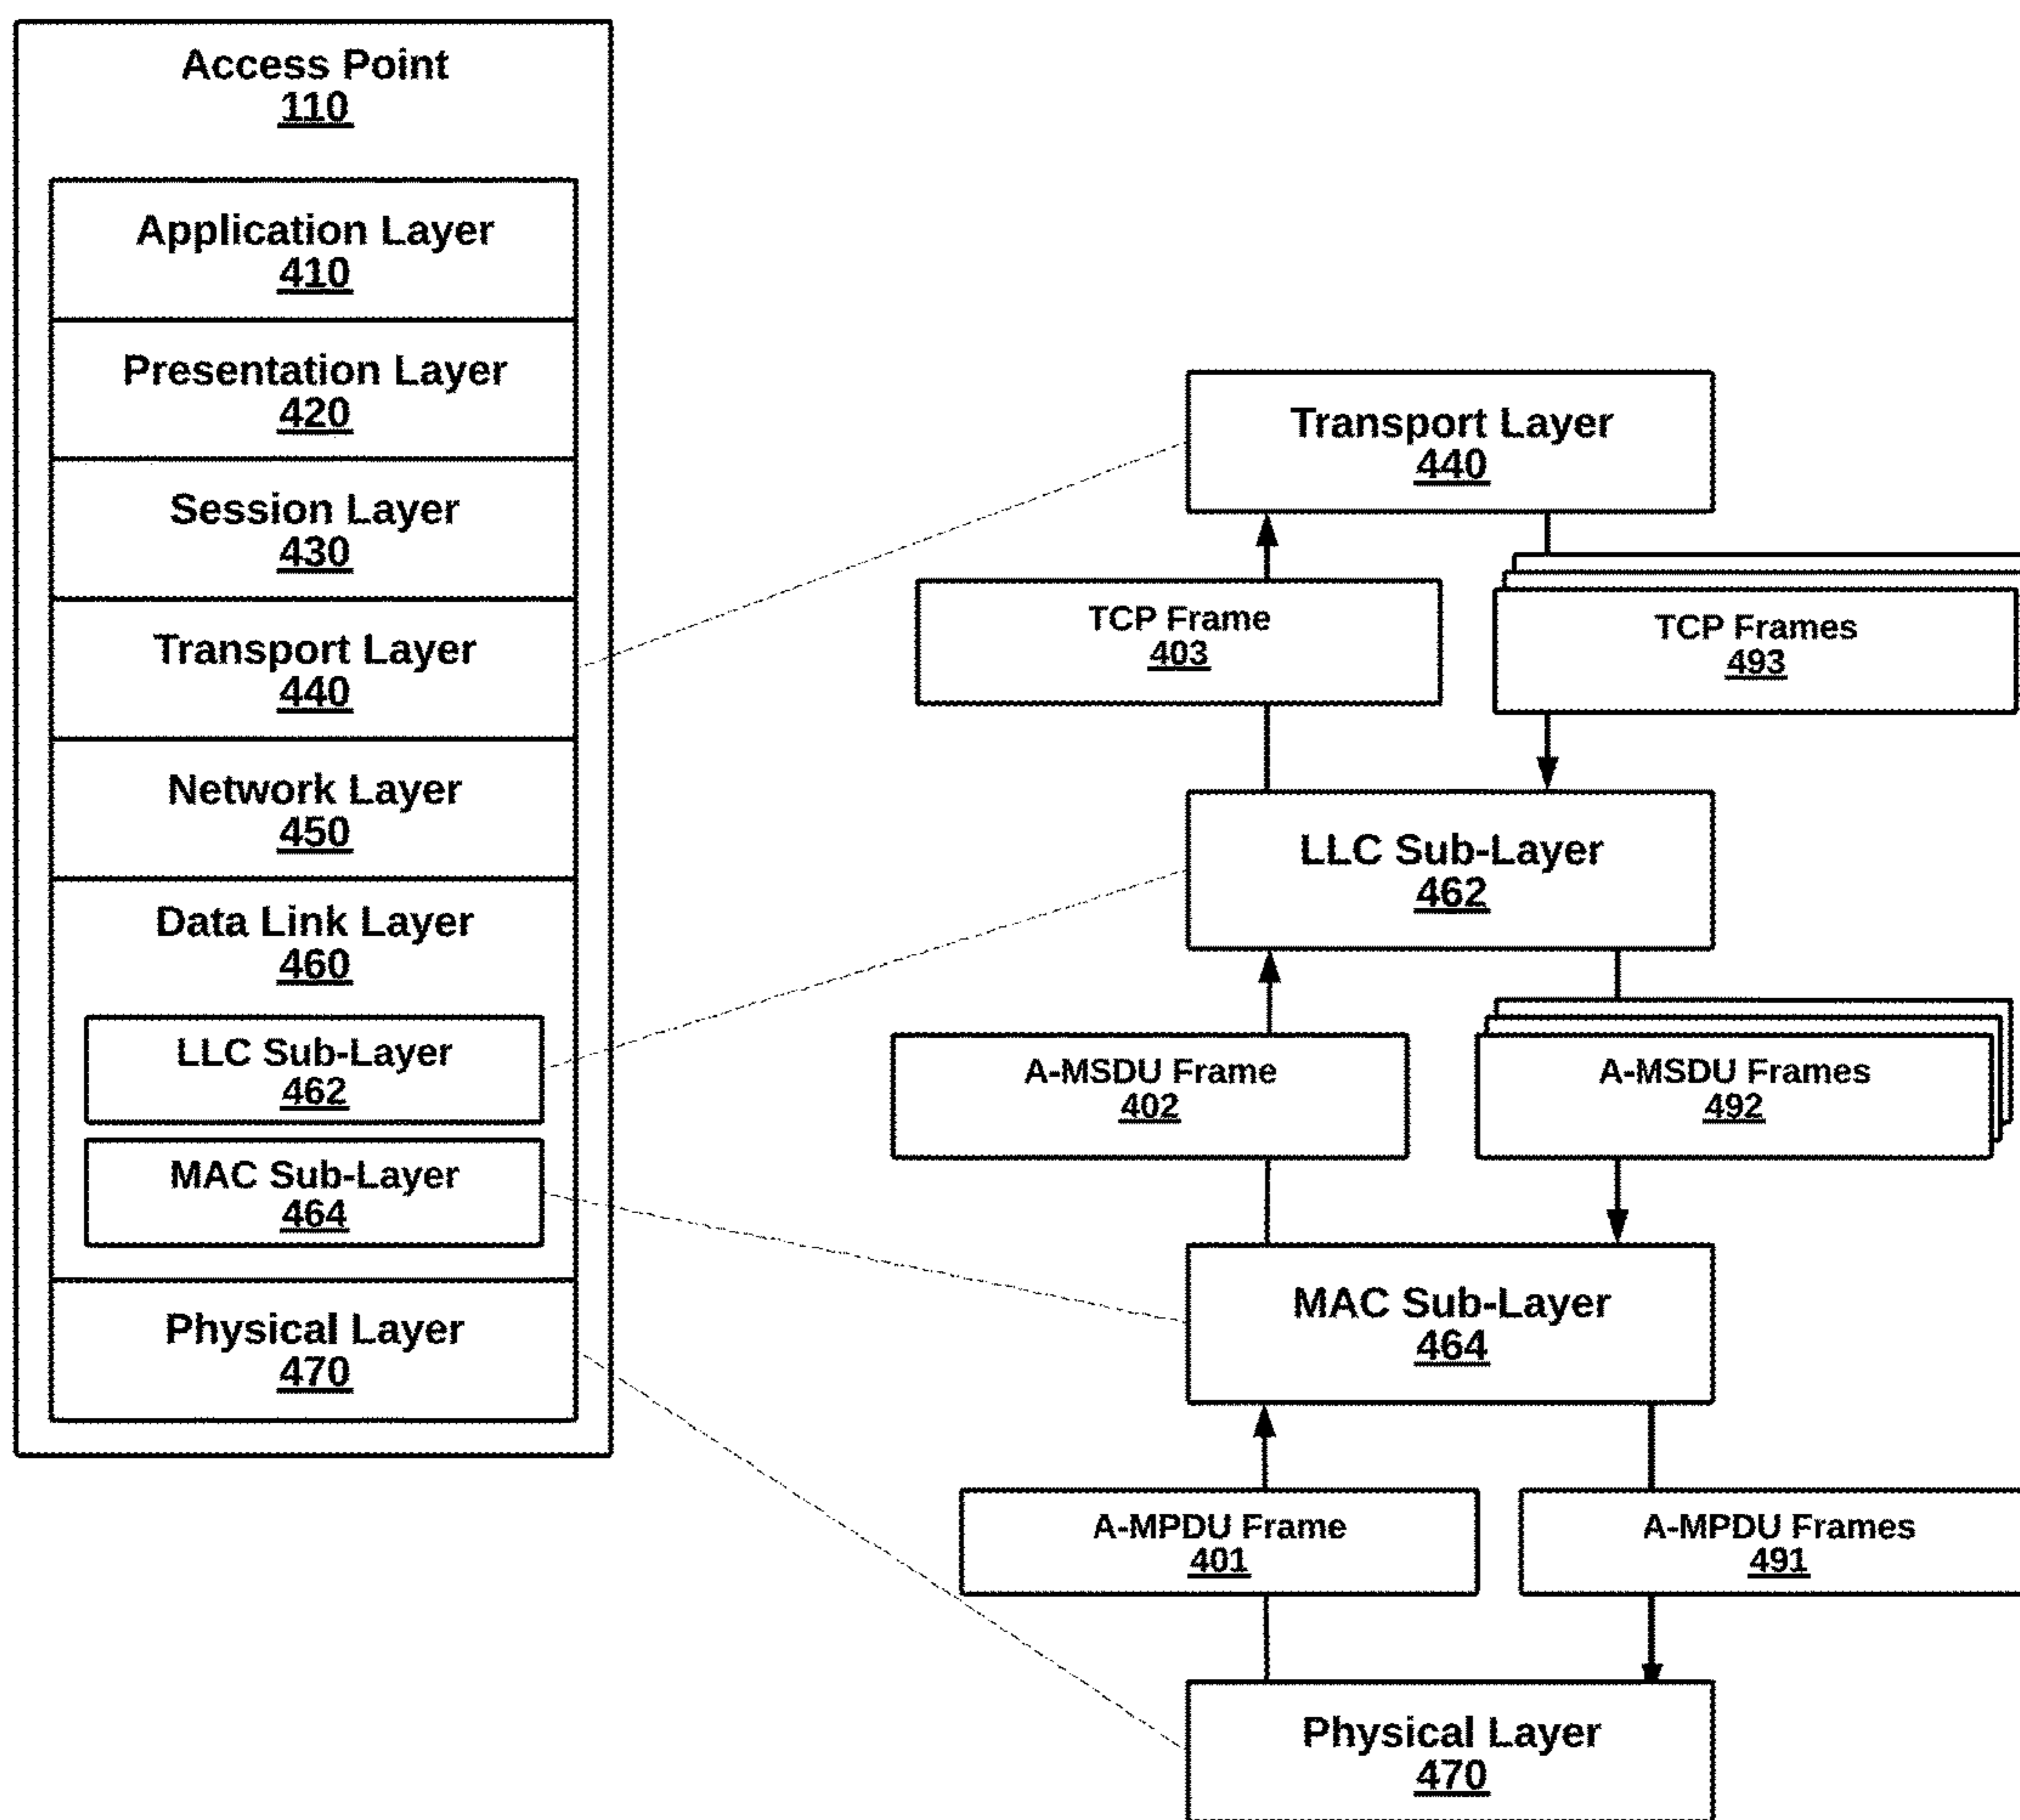 Access Point
110
Application Layer
410
Presentation Layer
420
Session Layer
430
Transport Layer
440
Network Layer
450
Data Link Layer
460
LLC Sub-Layer
462
MAC Sub-Layer
464
Physical Layer
470
Transport Layer
440
TCP Frame
403
TCP Frames
493
LLC Sub-Layer
462
A-MSDU Frame
402
A-MSDU Frames
492
MAC Sub-Layer
464
A-MPDU Frame
401
A-MPDU Frames
491
Physical Layer
470